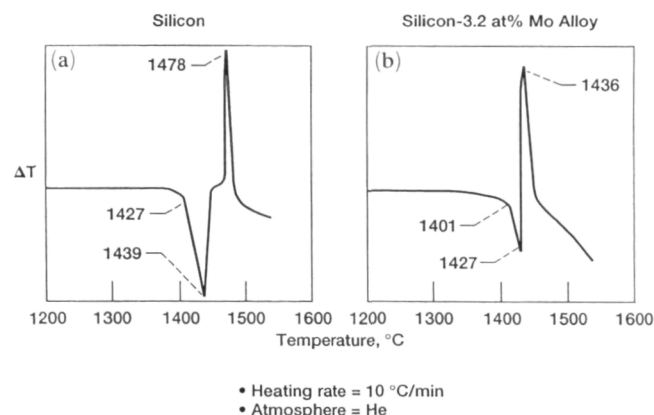 Silicon
Silicon-3.2 at% Mo Alloy
(a)
1478
ΔT
1427
1439
1200 1300 1400 1500 1600
(b)
1436
1401
1427
1200 1300 1400 1500 1600
Temperature, °C
• Heating rate = 10 °C/min
• Atmosphere = He